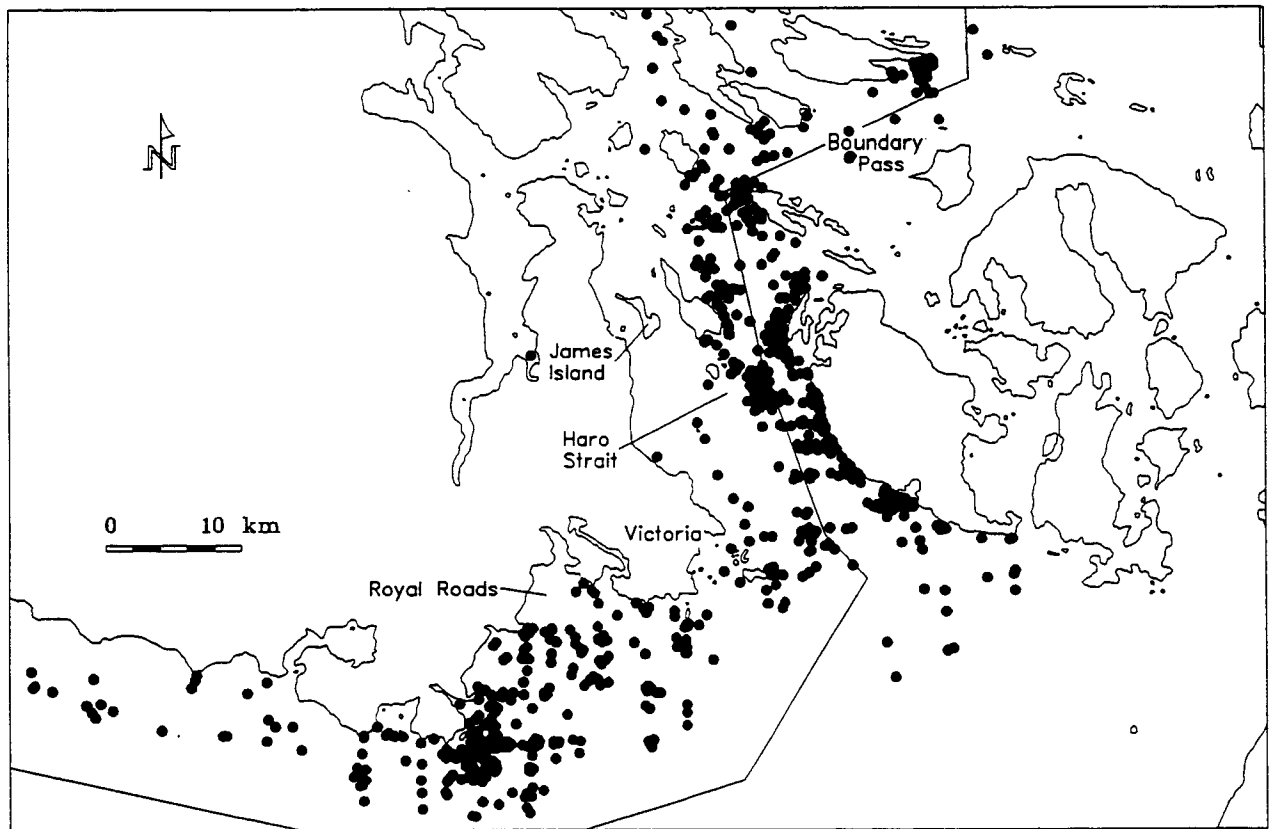 N
Boundary
Pass
James
Island
Haro
Strait
0 10 km
Victoria
Royal Roads